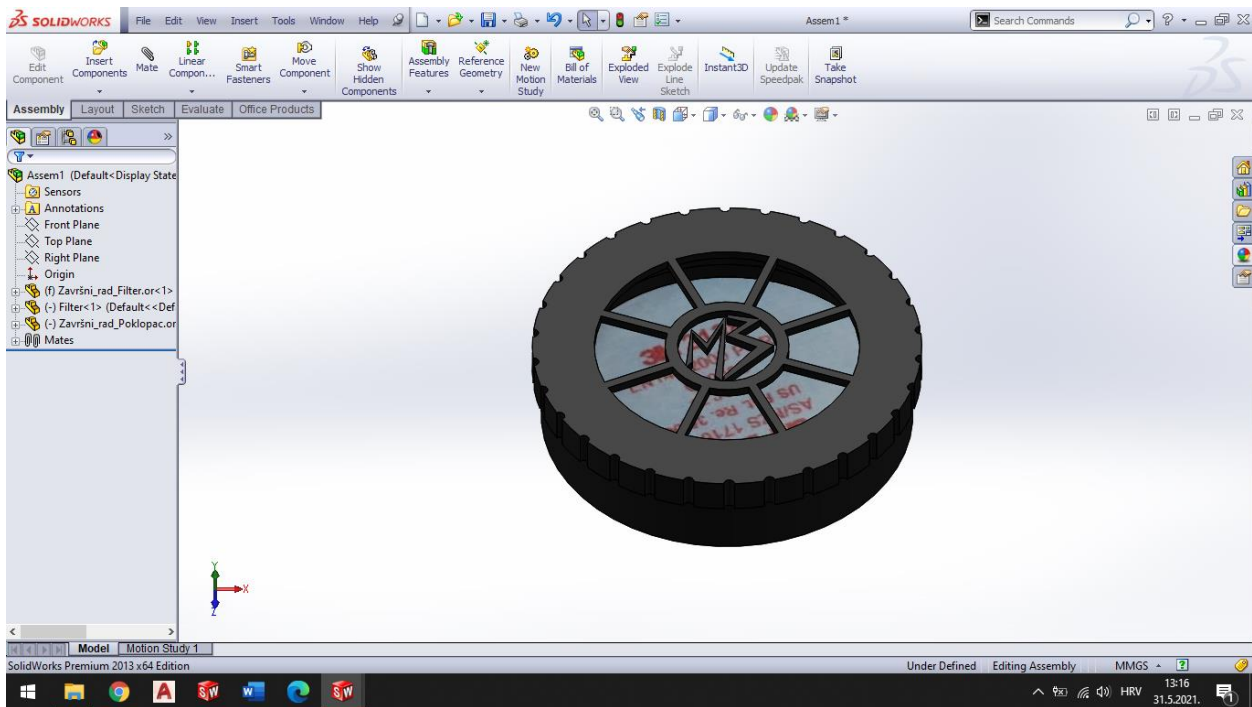 SOLIDWORKS File Edit View Insert Tools Window Help Assem1 * Search Commands
Edit Component
Insert Components
Mate
Linear Compon...
Smart Fasteners
Move Component
Show Hidden Components
Assembly Features
Reference Geometry
New Motion Study
Bill of Materials
Exploded View
Explode Line Sketch
Instant3D
Update Speedpak
Take Snapshot
Assembly Layout Sketch Evaluate Office Products
Assem1 (Default<Display State
Sensors
Annotations
Front Plane
Top Plane
Right Plane
Origin
(f) Završni_rad_Filter.or<1>
(-) Filter<1> (Default<<Def
(-) Završni_rad_Poklopac.or
Mates
3M
Y
X
Z
Model Motion Study 1
SolidWorks Premium 2013 x64 Edition Under Defined Editing Assembly MMGS
HRV 13:16
31.5.2021.